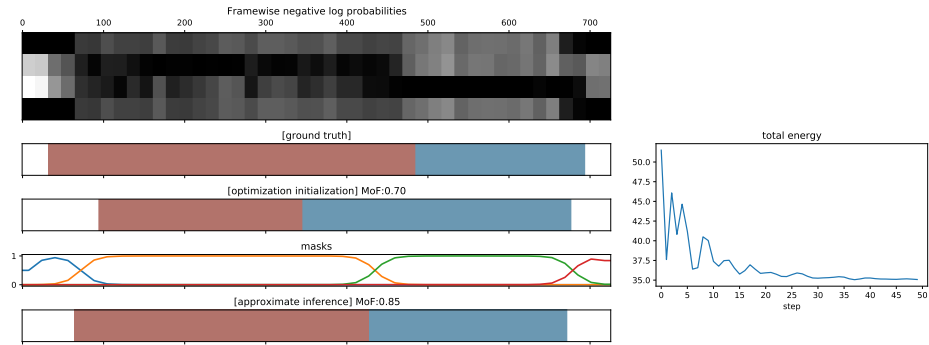 Framewise negative log probabilities
0 100 200 300 400 500 600 700
[ground truth]
[optimization initialization] MoF:0.70
masks
1
0
[approximate inference] MoF:0.85
total energy
50.0
47.5
45.0
42.5
40.0
37.5
35.0
0 5 10 15 20 25 30 35 40 45 50
step